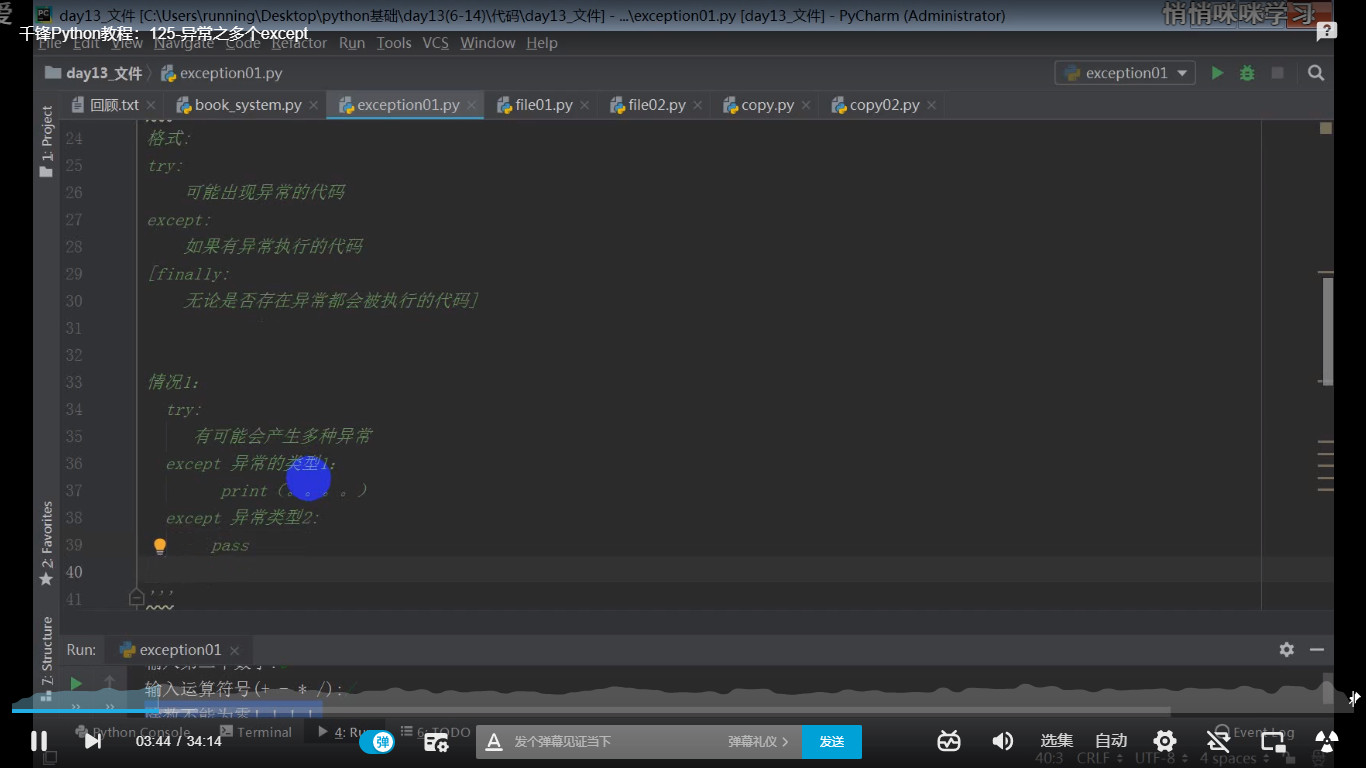 day13_文件 [C:\Users\running\Desktop\python基础\day13(6-14)\代码\day13_文件] - ...\exception01.py [day13_文件] - PyCharm (Administrator)
悄悄咪咪学习
千锋Python教程：125-异常之多个except
File Edit View Navigate Code Refactor Run Tools VCS Window Help
day13_文件 exception01.py
exception01
回顾.txt book_system.py exception01.py file01.py file02.py copy.py copy02.py
1: Project
24 格式:
25 try:
26 可能出现异常的代码
27 except:
28 如果有异常执行的代码
29 [finally:
30 无论是否存在异常都会被执行的代码]
31
32
33 情况1:
34 try:
35 有可能会产生多种异常
36 except 异常的类型1:
37 print（。。。。）
38 except 异常类型2:
39 pass
40
41 '''
2: Favorites
7: Structure
Run: exception01
输入运算符号(+ - * /):
Python Console Terminal 4: Ru 6: TODO Event Log
03:44 / 34:14
弹
发个弹幕见证当下 弹幕礼仪 > 发送
选集 自动
40:3 CRLF UTF-8 4 spaces